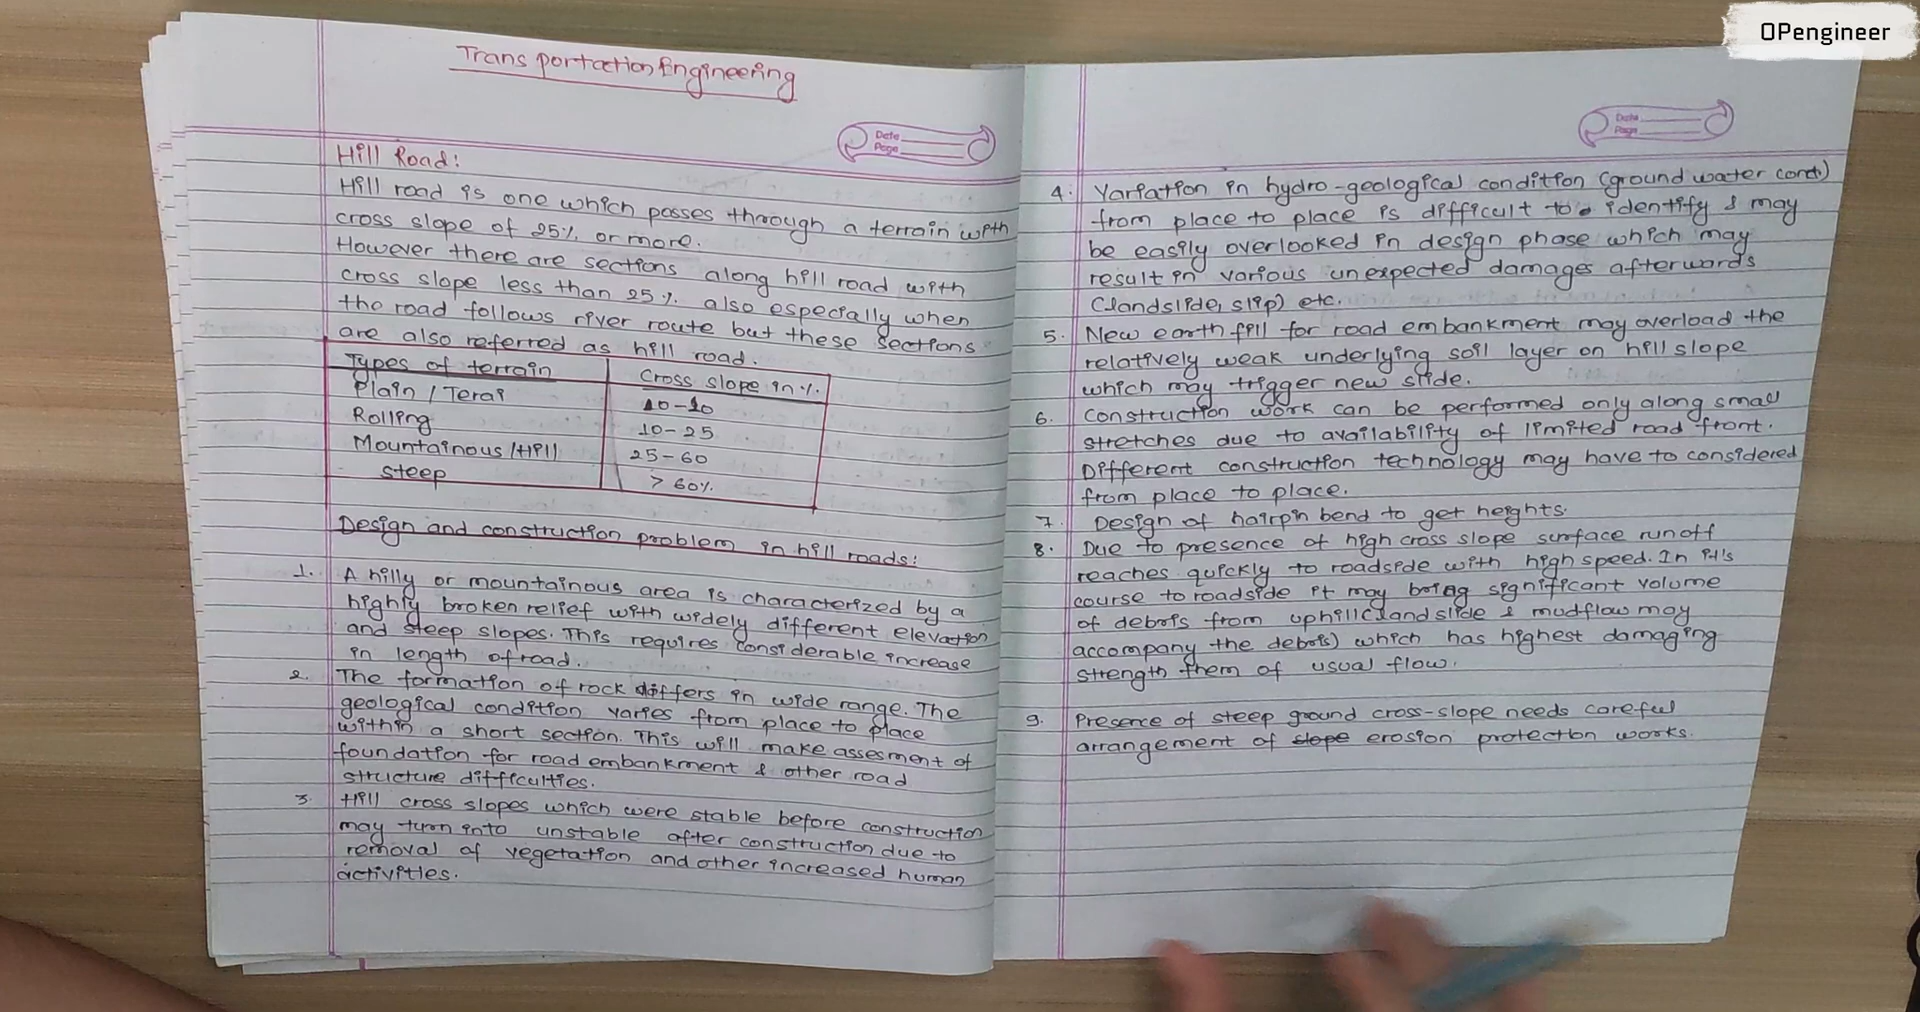 OPengineer
Transportation Engineering
Date
Page
Hill Road:
Hill road is one which passes through a terrain with
cross slope of 25% or more.
However there are sections along hill road with
cross slope less than 25% also especially when
the road follows river route but these sections
are also referred as hill road.
Types of terrain Cross slope in %.
Plain / Terai
Rolling 10-25
Mountainous /Hill 25-60
steep > 60%
Design and construction problem in hill roads:
1. A hilly or mountainous area is characterized by a
highly broken relief with widely different elevation
and steep slopes. This requires considerable increase
in length of road.
2. The formation of rock differs in wide range. The
geological condition varies from place to place
within a short section. This will make assesment of
foundation for road embankment & other road
structure difficulties.
3. Hill cross slopes which were stable before construction
may turn into unstable after construction due to
removal of vegetation and other increased human
activities.
Date
Page
4. Variation in hydro-geological condition (ground water cond)
from place to place is difficult to identify & may
be easily overlooked in design phase which may
result in various unexpected damages afterwards
(landslide, slip) etc.
5. New earth fill for road embankment may overload the
relatively weak underlying soil layer on hill slope
which may trigger new slide.
6. Construction work can be performed only along small
stretches due to availability of limited road front.
Different construction technology may have to considered
from place to place.
7. Design of hairpin bend to get heights.
8. Due to presence of high cross slope surface runoff
reaches quickly to roadside with high speed. In it's
course to roadside it may bring significant volume
of debris from uphill (landslide & mudflow may
accompany the debris) which has highest damaging
strength them of usual flow.
9. Presence of steep ground cross-slope needs careful
arrangement of slope erosion protection works.